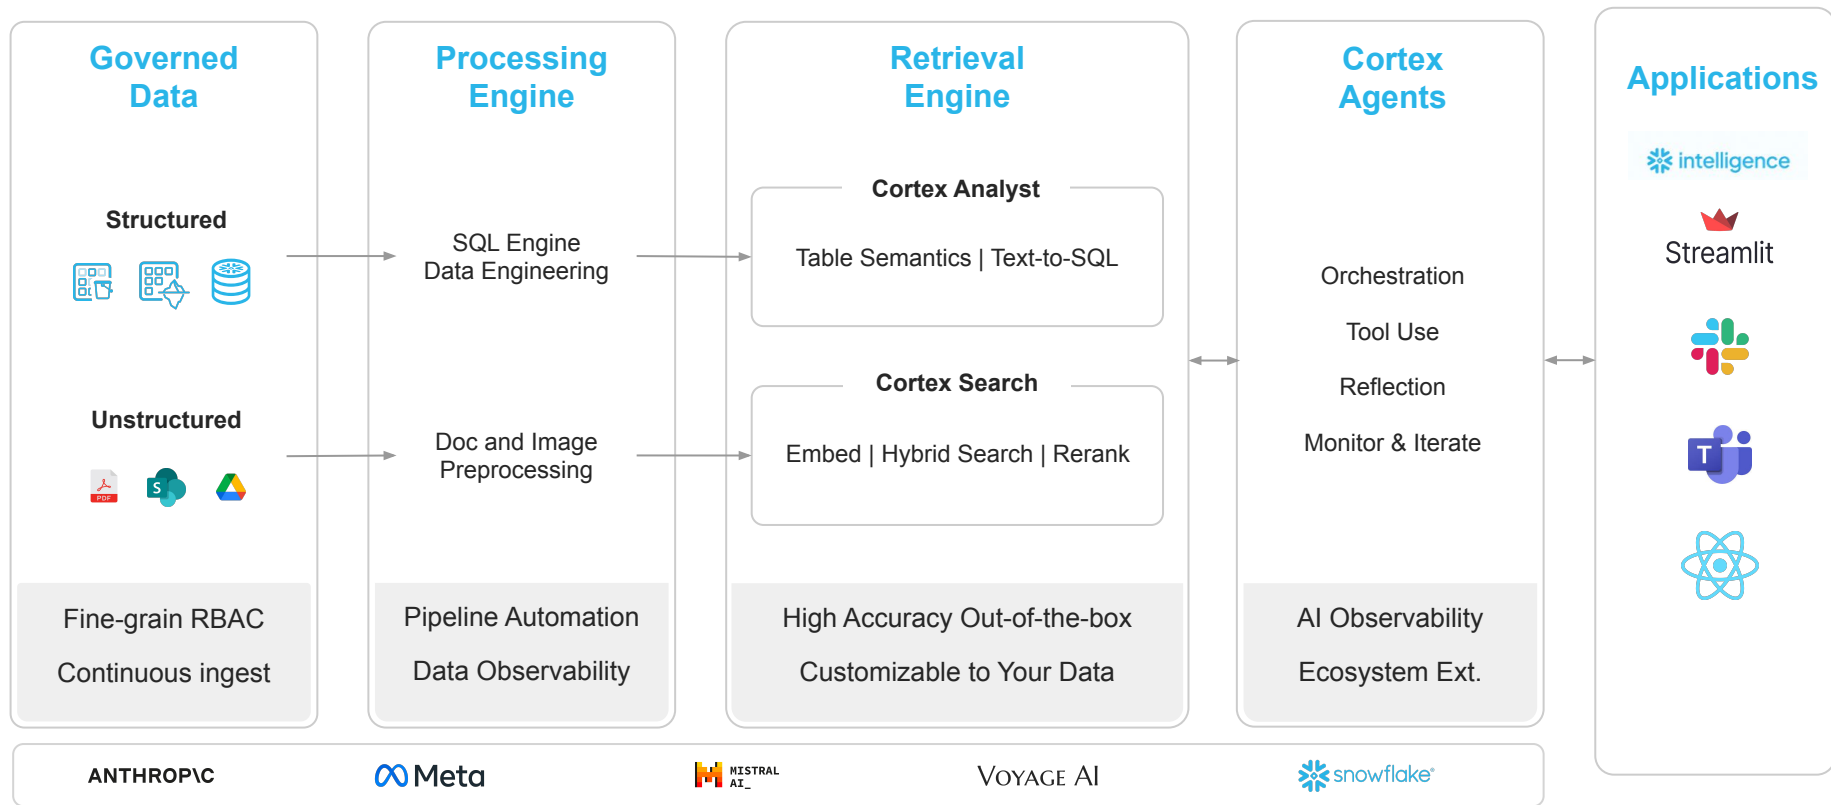 Governed
Data
Structured
Unstructured
PDF
S
Fine-grain RBAC
Continuous ingest
Processing
Engine
SQL Engine
Data Engineering
Doc and Image
Preprocessing
Pipeline Automation
Data Observability
Retrieval
Engine
Cortex Analyst
Table Semantics | Text-to-SQL
Cortex Search
Embed | Hybrid Search | Rerank
High Accuracy Out-of-the-box
Customizable to Your Data
Cortex
Agents
Orchestration
Tool Use
Reflection
Monitor & Iterate
AI Observability
Ecosystem Ext.
Applications
intelligence
Streamlit
T
ANTHROP\C
Meta
MISTRAL
AI_
VOYAGE AI
snowflake®